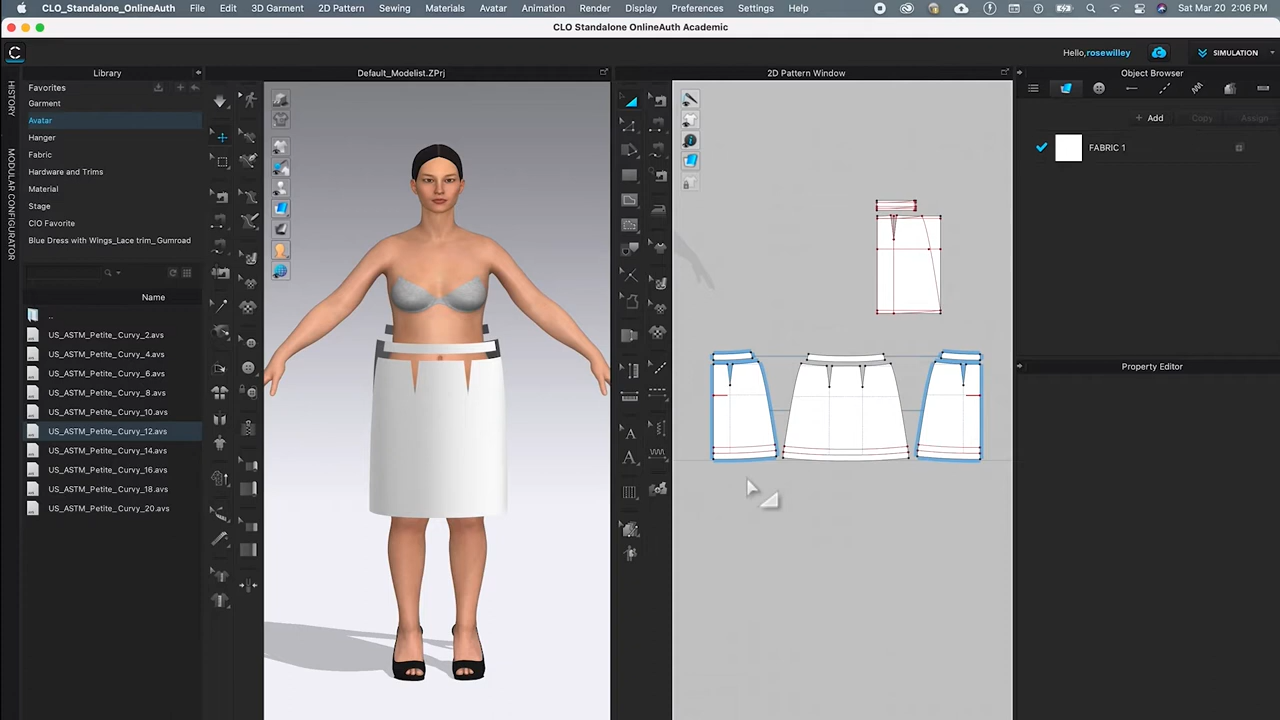 CLO_Standalone_OnlineAuth File Edit 3D Garment 2D Pattern Sewing Materials Avatar Animation Render Display Preferences Settings Help Sat Mar 20 2:06 PM
CLO Standalone OnlineAuth Academic
Hello,rosewilley SIMULATION
Library Default_Modelist.ZPrj 2D Pattern Window Object Browser
HISTORY
MODULAR CONFIGURATOR
Favorites
Garment
Avatar
Hanger
Fabric
Hardware and Trims
Material
Stage
ClO Favorite
Blue Dress with Wings_Lace trim_Gumroad
Name
..
US_ASTM_Petite_Curvy_2.avs
US_ASTM_Petite_Curvy_4.avs
US_ASTM_Petite_Curvy_6.avs
US_ASTM_Petite_Curvy_8.avs
US_ASTM_Petite_Curvy_10.avs
US_ASTM_Petite_Curvy_12.avs
US_ASTM_Petite_Curvy_14.avs
US_ASTM_Petite_Curvy_16.avs
US_ASTM_Petite_Curvy_18.avs
US_ASTM_Petite_Curvy_20.avs
+ Add Copy Assign
FABRIC 1
Property Editor